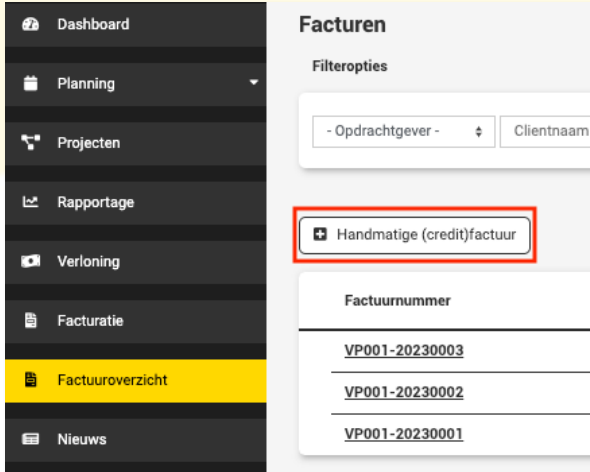 Dashboard
Planning
Projecten
Rapportage
Verloning
Facturatie
Factuuroverzicht
Nieuws
Facturen
Filteropties
- Opdrachtgever - Clientnaam
Handmatige (credit)factuur
Factuurnummer
VP001-20230003
VP001-20230002
VP001-20230001